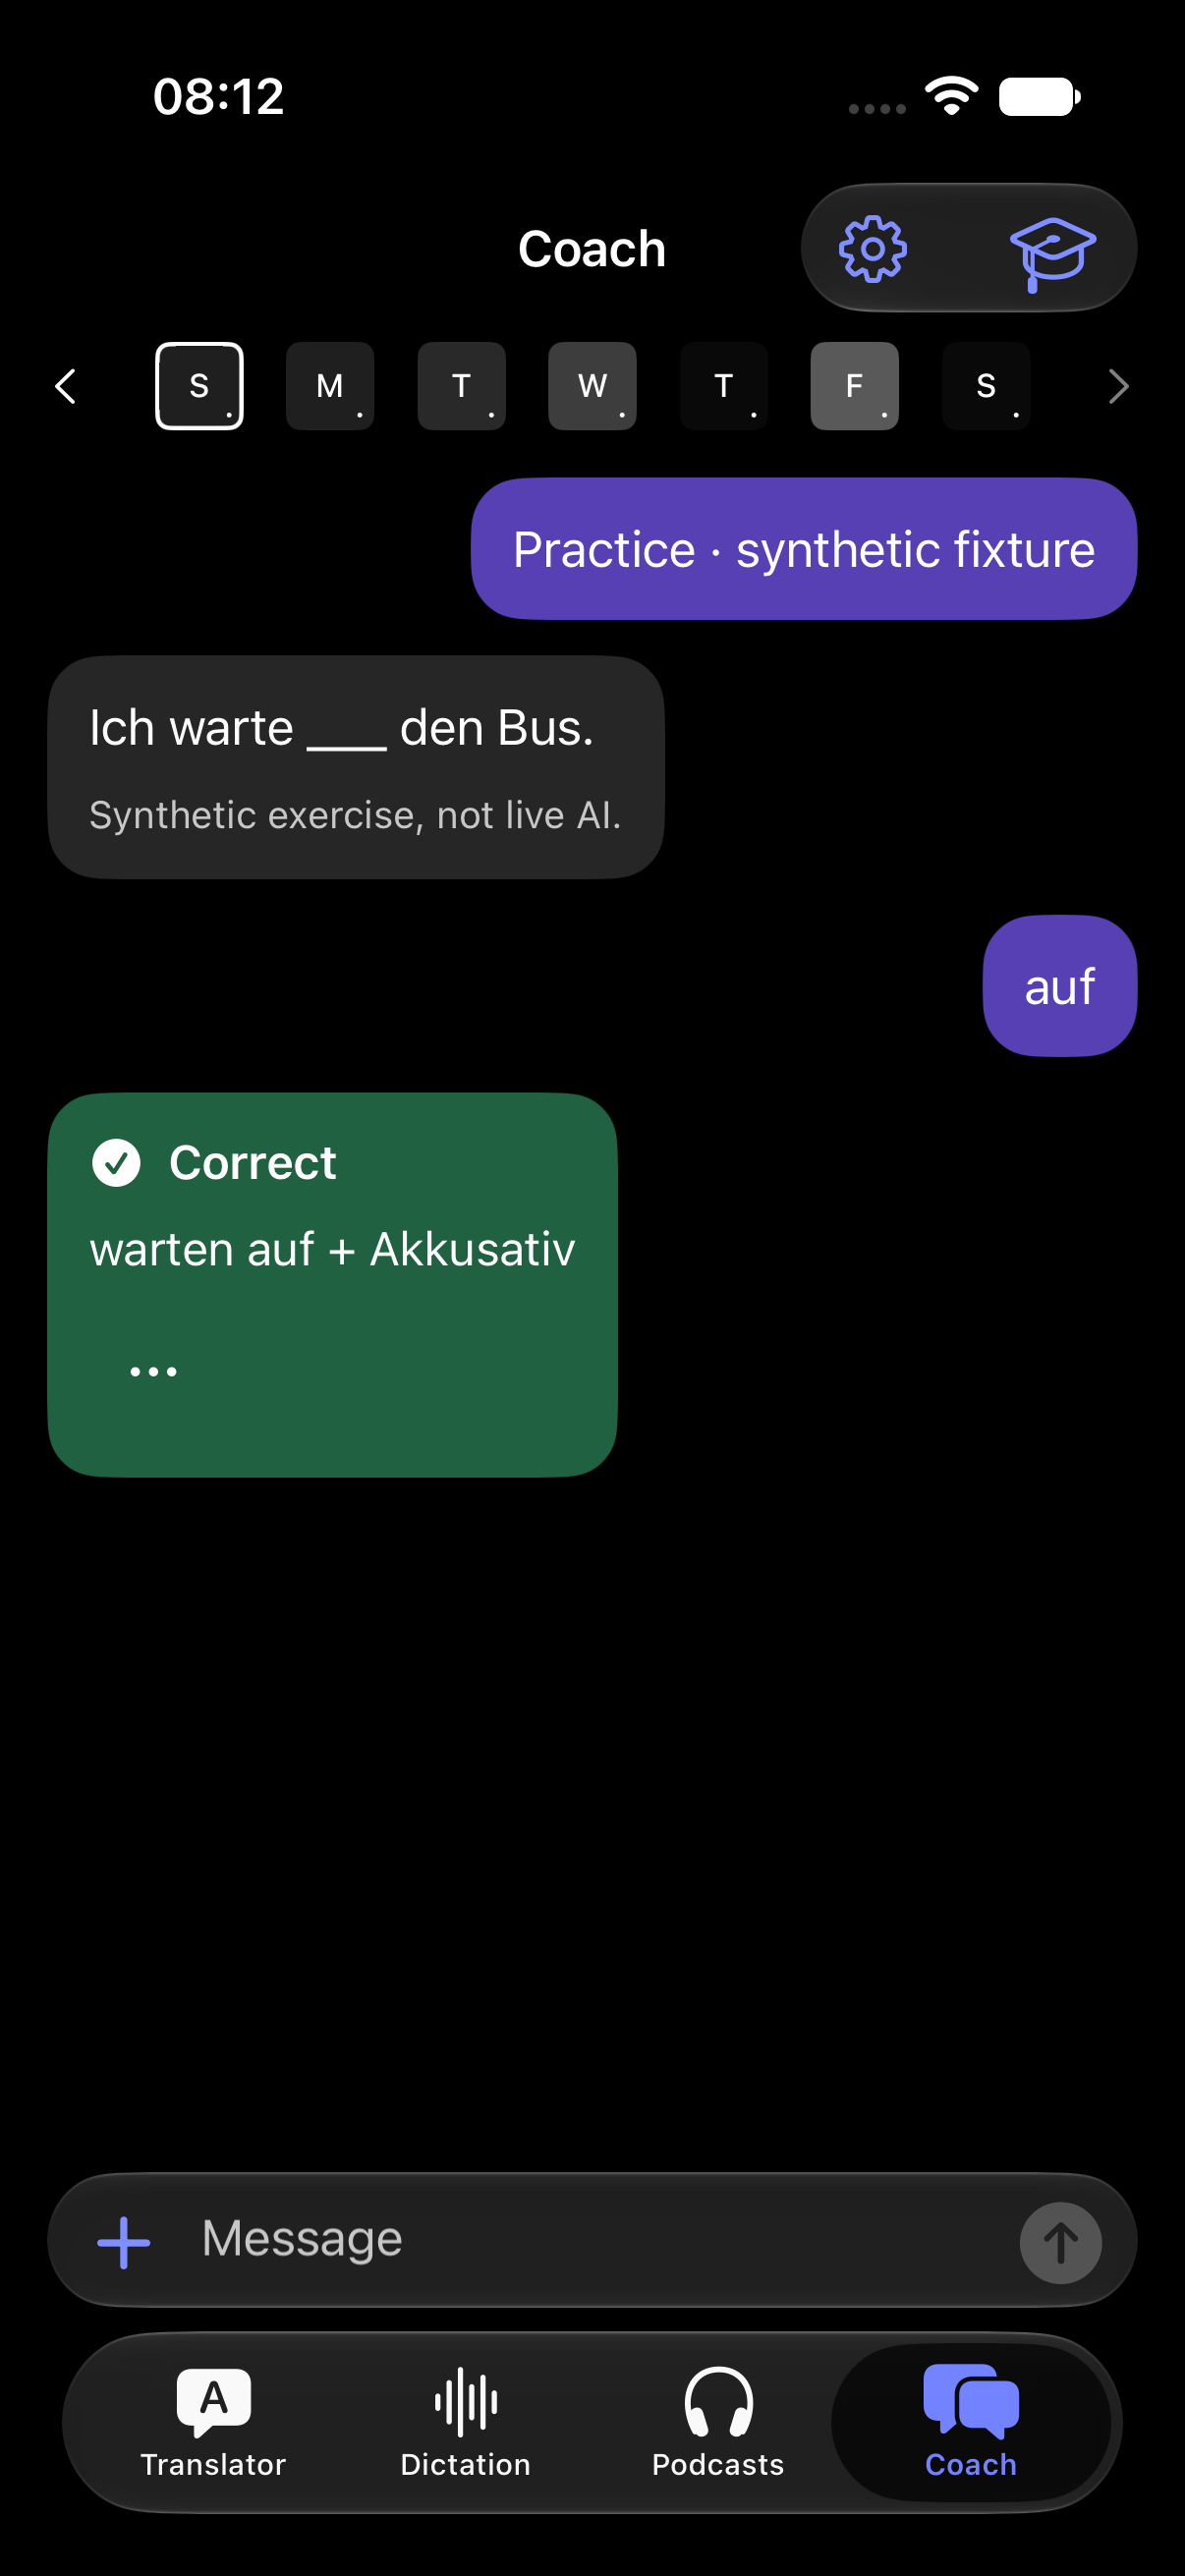 08:12
Coach
S M T W T F S
Practice · synthetic fixture
Ich warte ___ den Bus.
Synthetic exercise, not live AI.
auf
Correct
warten auf + Akkusativ
...
Message
A
Translator Dictation Podcasts Coach